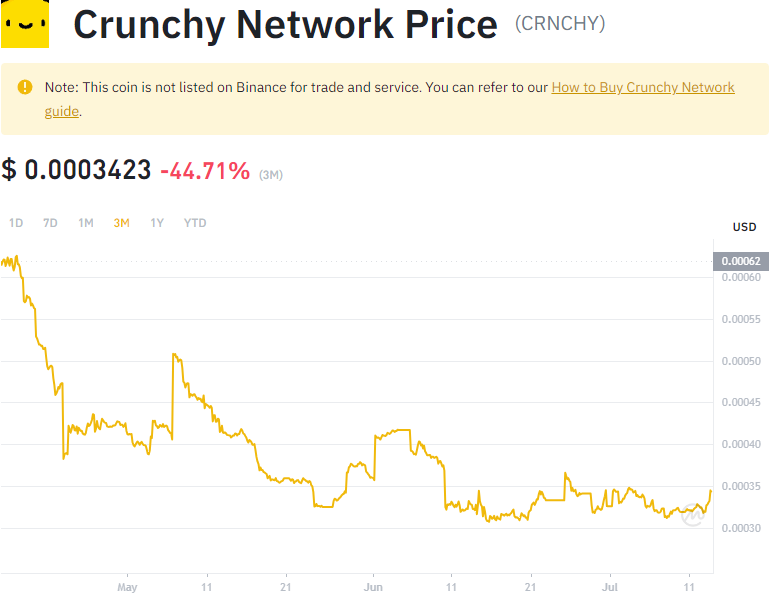 Crunchy Network Price (CRNCHY)
Note: This coin is not listed on Binance for trade and service. You can refer to our How to Buy Crunchy Network
guide.
$ 0.0003423 -44.71% (3M)
1D 7D 1M 3M 1Y YTD
USD
0.00062
0.00060
0.00055
0.00050
0.00045
0.00040
0.00035
0.00030
May 11 21 Jun 11 21 Jul 11